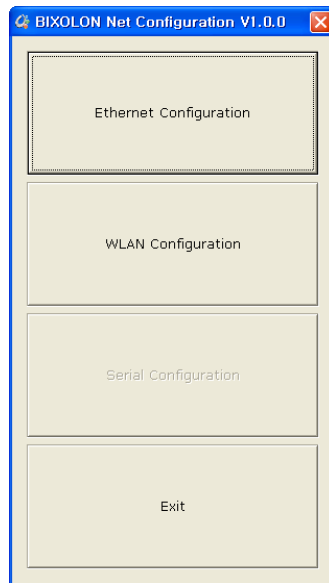 BIXOLON Net Configuration V1.0.0
Ethernet Configuration
WLAN Configuration
Serial Configuration
Exit